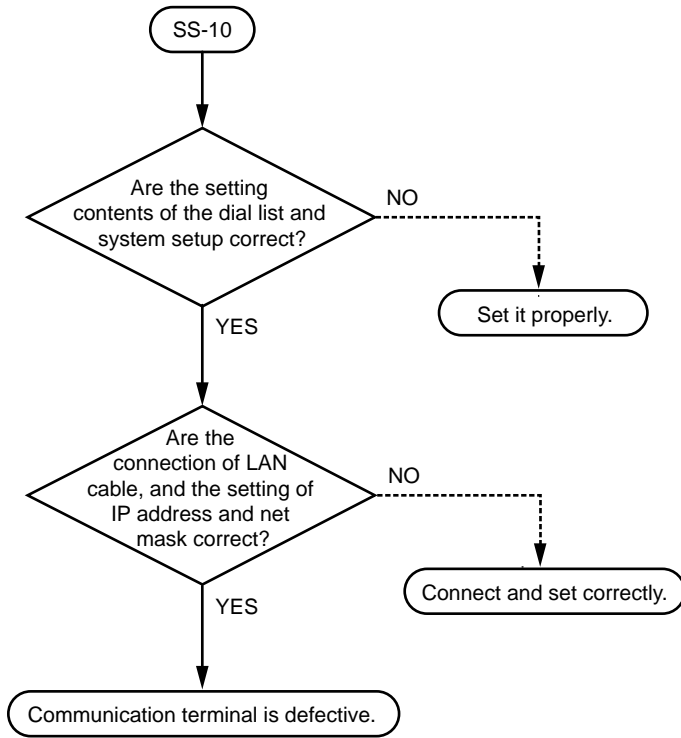 SS-10
Are the setting
contents of the dial list and
system setup correct?
NO
Set it properly.
YES
Are the
connection of LAN
cable, and the setting of
IP address and net
mask correct?
NO
Connect and set correctly.
YES
Communication terminal is defective.